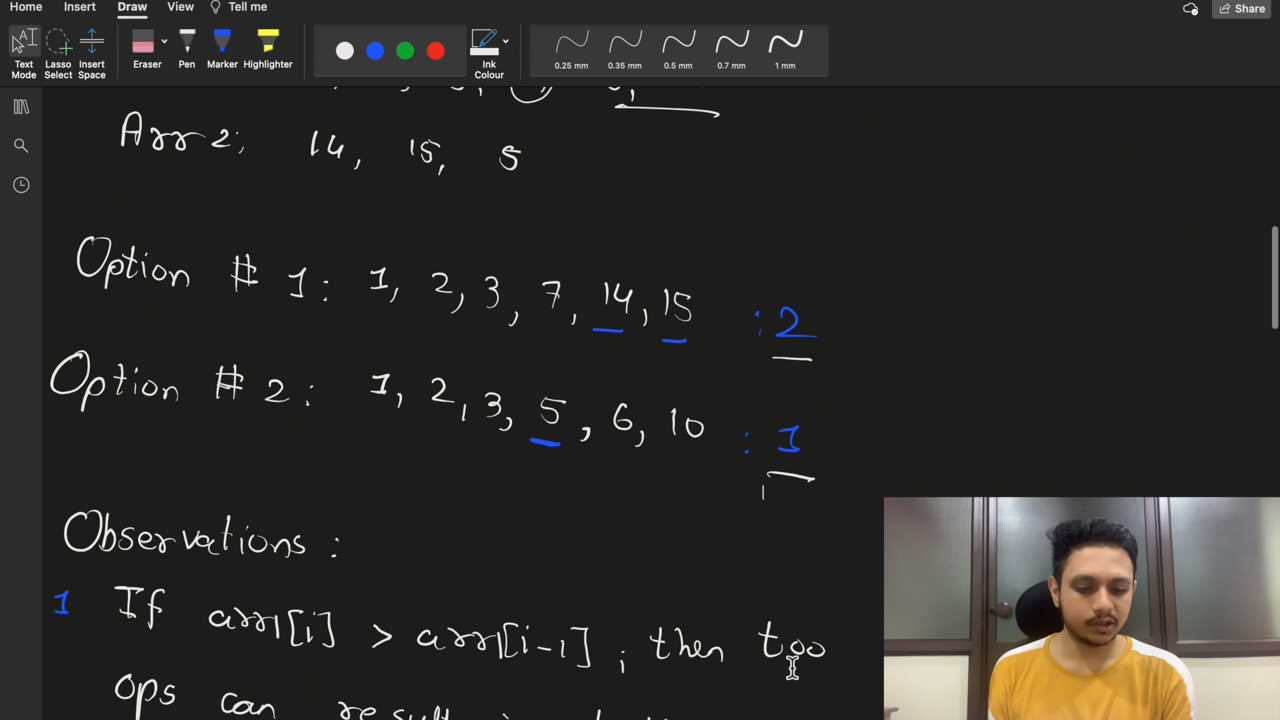 Home Insert Draw View Tell me Share
Text Mode Lasso Select Insert Space Eraser Pen Marker Highlighter Ink Colour 0.25 mm 0.35 mm 0.5 mm 0.7 mm 1 mm
Arr 2; 14, 15, 5
Option # 1: 1, 2, 3, 7, 14, 15 : 2
Option # 2: 1, 2, 3, 5, 6, 10 : 1
Observations:
1 If arr1[i] > arr1[i-1] ; then too
ops can